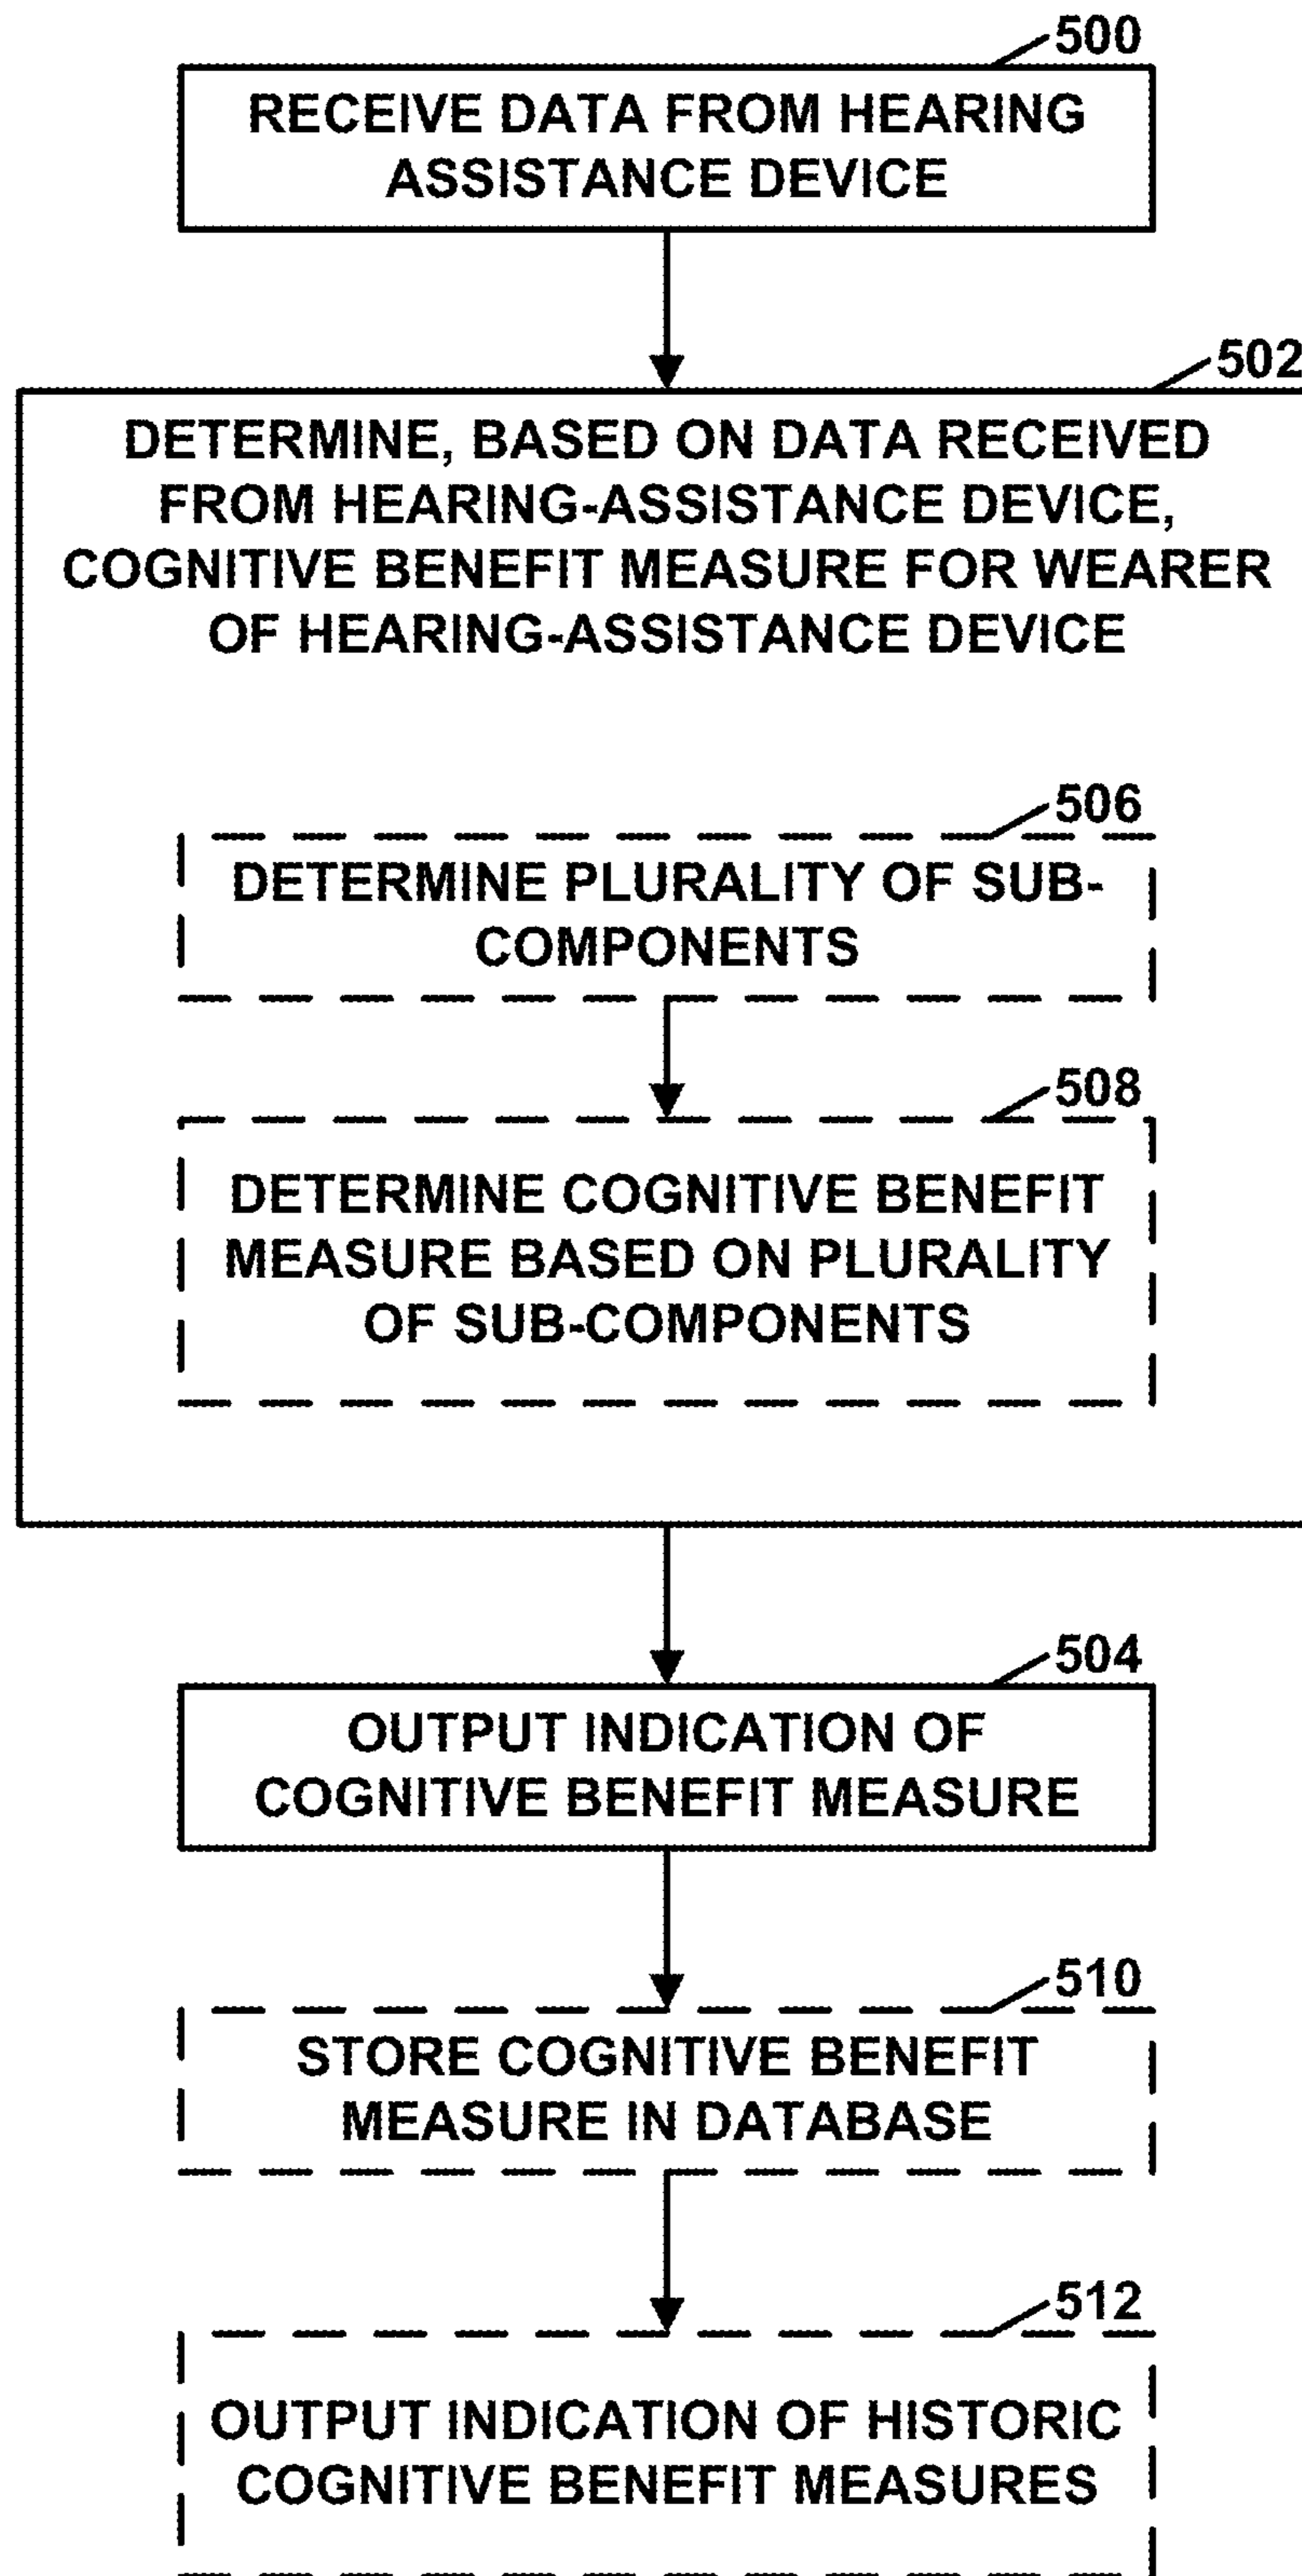 500
RECEIVE DATA FROM HEARING
ASSISTANCE DEVICE
502
DETERMINE, BASED ON DATA RECEIVED
FROM HEARING-ASSISTANCE DEVICE,
COGNITIVE BENEFIT MEASURE FOR WEARER
OF HEARING-ASSISTANCE DEVICE
506
DETERMINE PLURALITY OF SUB-
COMPONENTS
508
DETERMINE COGNITIVE BENEFIT
MEASURE BASED ON PLURALITY
OF SUB-COMPONENTS
504
OUTPUT INDICATION OF
COGNITIVE BENEFIT MEASURE
510
STORE COGNITIVE BENEFIT
MEASURE IN DATABASE
512
OUTPUT INDICATION OF HISTORIC
COGNITIVE BENEFIT MEASURES